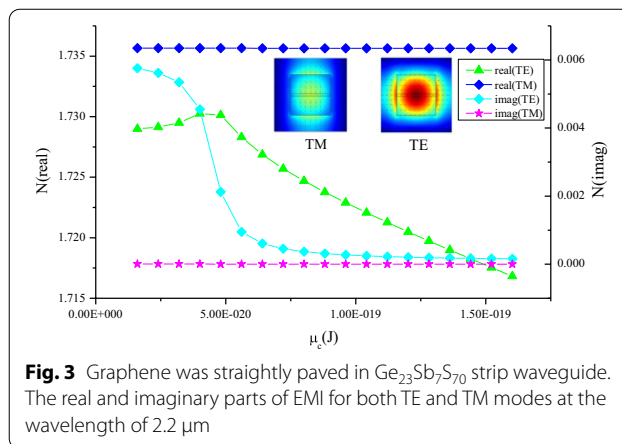 1.735
1.730
1.725
1.720
1.715
N(real)
0.006
0.004
0.002
0.000
N(imag)
real(TE)
real(TM)
imag(TE)
imag(TM)
TM
TE
0.00E+000
5.00E-020
1.00E-019
1.50E-019
μc(J)
Fig. 3 Graphene was straightly paved in Ge23Sb7S70 strip waveguide.
The real and imaginary parts of EMI for both TE and TM modes at the
wavelength of 2.2 μm